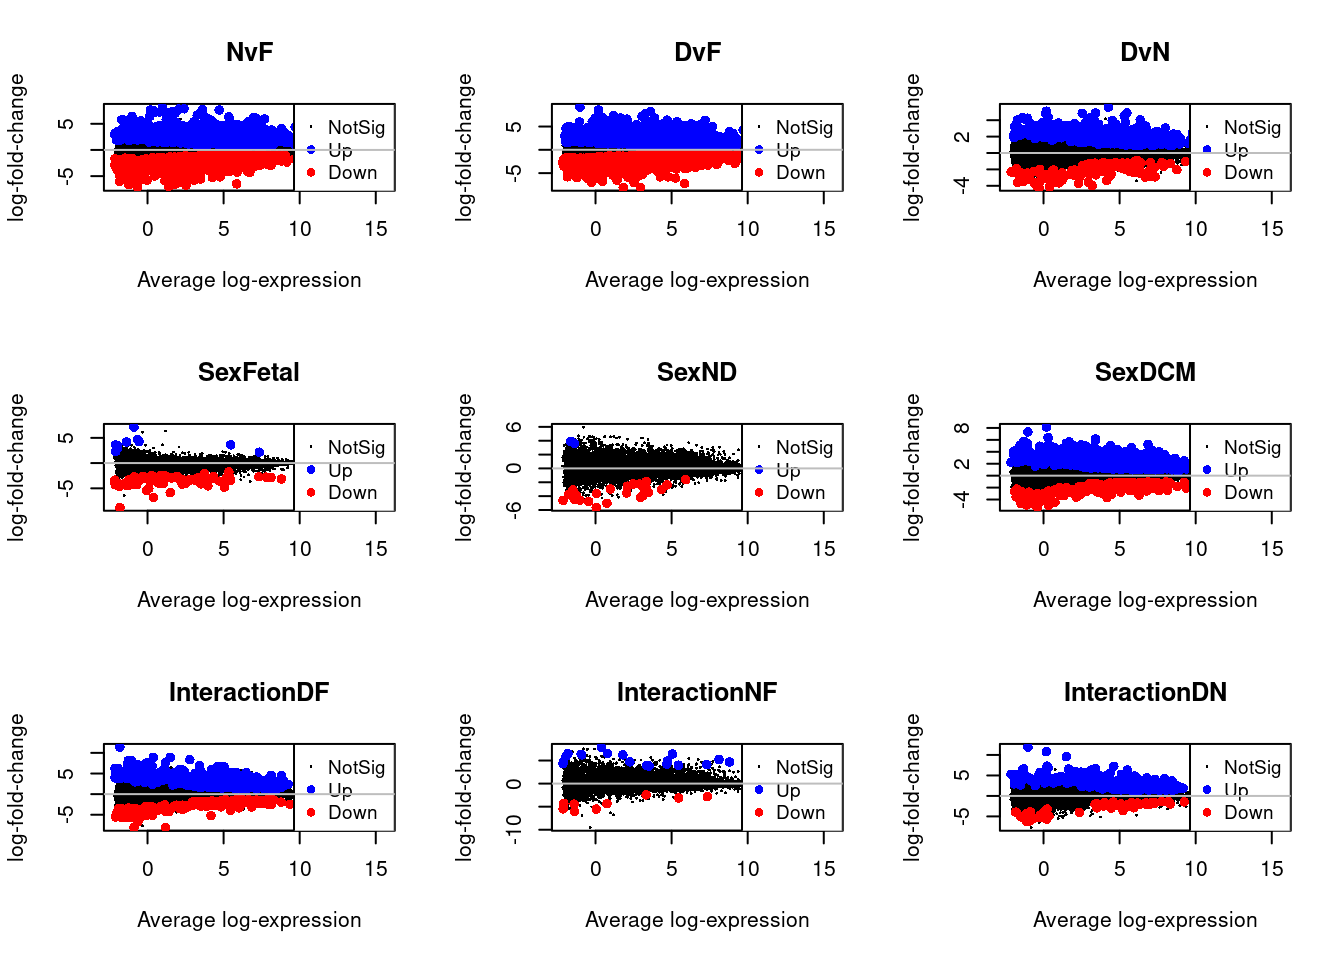 NvF
log-fold-change
5
-5
NotSig
Up
Down
0 5 10 15
Average log-expression
DvF
log-fold-change
5
-5
NotSig
Up
Down
0 5 10 15
Average log-expression
DvN
log-fold-change
2
-4
NotSig
Up
Down
0 5 10 15
Average log-expression
SexFetal
log-fold-change
5
-5
NotSig
Up
Down
0 5 10 15
Average log-expression
SexND
log-fold-change
6
0
-6
NotSig
Up
Down
0 5 10 15
Average log-expression
SexDCM
log-fold-change
8
2
-4
NotSig
Up
Down
0 5 10 15
Average log-expression
InteractionDF
log-fold-change
5
-5
NotSig
Up
Down
0 5 10 15
Average log-expression
InteractionNF
log-fold-change
0
-10
NotSig
Up
Down
0 5 10 15
Average log-expression
InteractionDN
log-fold-change
5
-5
NotSig
Up
Down
0 5 10 15
Average log-expression